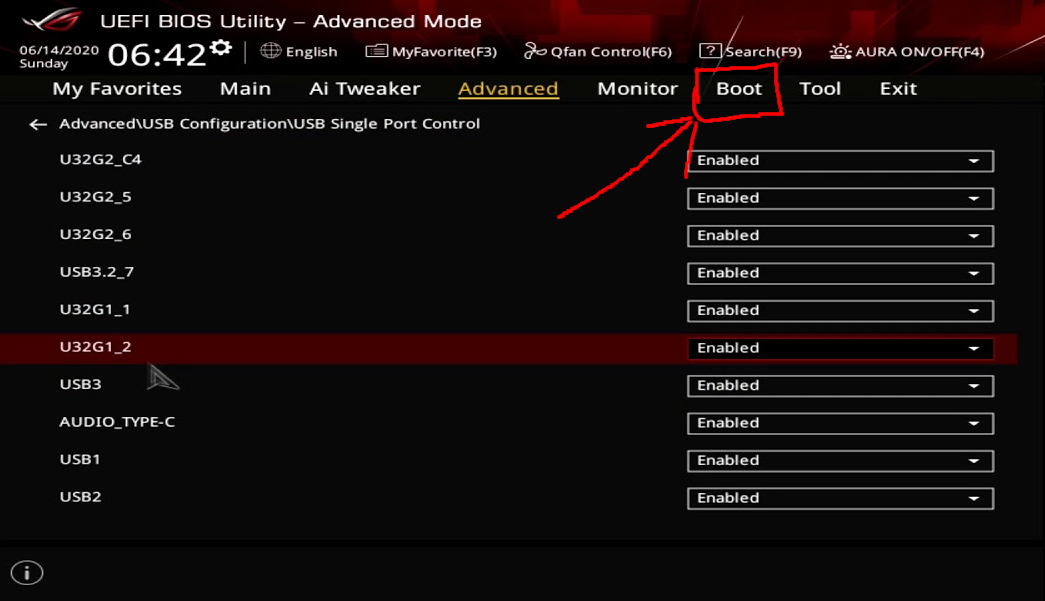 UEFI BIOS Utility – Advanced Mode
06/14/2020 Sunday 06:42 English MyFavorite(F3) Qfan Control(F6) ? Search(F9) AURA ON/OFF(F4)
My Favorites Main Ai Tweaker Advanced Monitor Boot Tool Exit
← Advanced\USB Configuration\USB Single Port Control
U32G2_C4 Enabled
U32G2_5 Enabled
U32G2_6 Enabled
USB3.2_7 Enabled
U32G1_1 Enabled
U32G1_2 Enabled
USB3 Enabled
AUDIO_TYPE-C Enabled
USB1 Enabled
USB2 Enabled